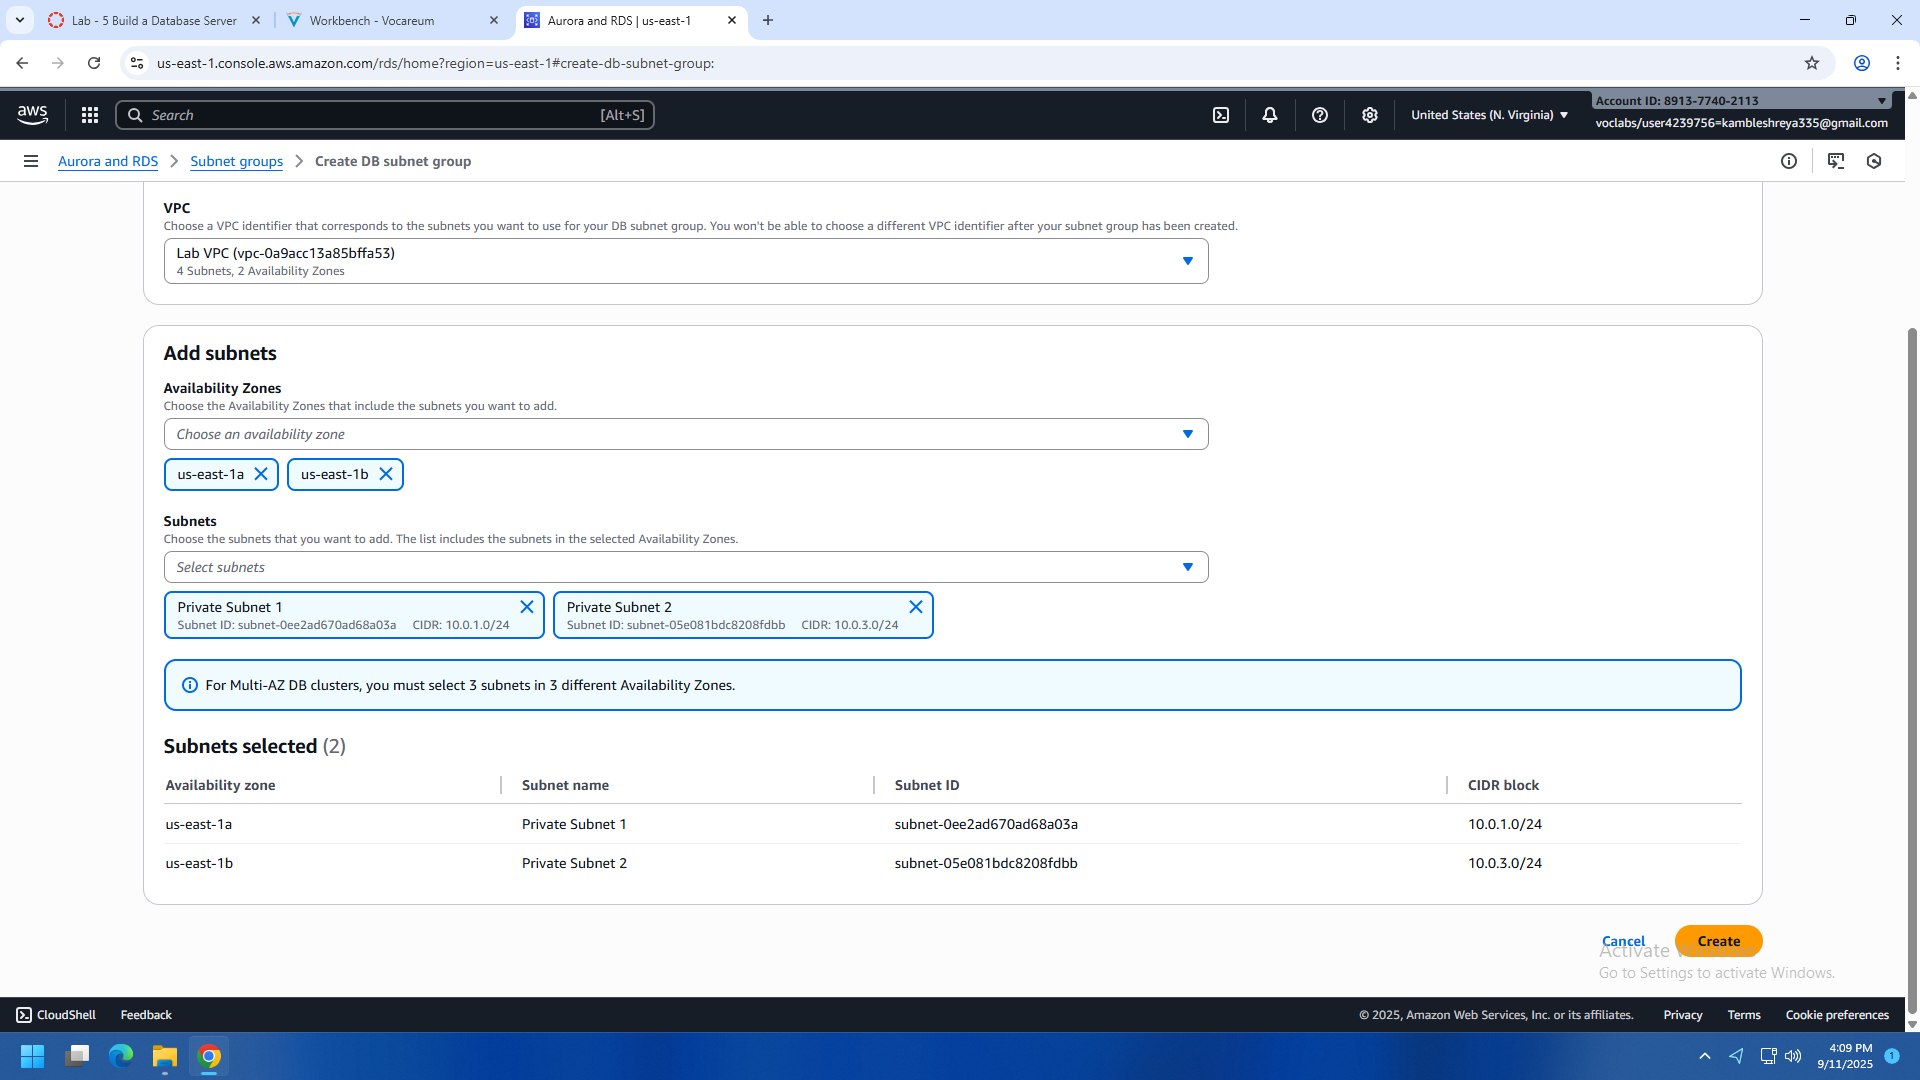 Lab - 5 Build a Database Server
Workbench - Vocareum
Aurora and RDS | us-east-1
us-east-1.console.aws.amazon.com/rds/home?region=us-east-1#create-db-subnet-group:
aws
Search
[Alt+S]
United States (N. Virginia)
Account ID: 8913-7740-2113
voclabs/user4239756=kambleshreya335@gmail.com
Aurora and RDS
Subnet groups
Create DB subnet group
VPC
Choose a VPC identifier that corresponds to the subnets you want to use for your DB subnet group. You won't be able to choose a different VPC identifier after your subnet group has been created.
Lab VPC (vpc-0a9acc13a85bffa53)
4 Subnets, 2 Availability Zones
Add subnets
Availability Zones
Choose the Availability Zones that include the subnets you want to add.
Choose an availability zone
us-east-1a
us-east-1b
Subnets
Choose the subnets that you want to add. The list includes the subnets in the selected Availability Zones.
Select subnets
Private Subnet 1
Subnet ID: subnet-0ee2ad670ad68a03a CIDR: 10.0.1.0/24
Private Subnet 2
Subnet ID: subnet-05e081bdc8208fdbb CIDR: 10.0.3.0/24
For Multi-AZ DB clusters, you must select 3 subnets in 3 different Availability Zones.
Subnets selected (2)
Availability zone Subnet name Subnet ID CIDR block
us-east-1a Private Subnet 1 subnet-0ee2ad670ad68a03a 10.0.1.0/24
us-east-1b Private Subnet 2 subnet-05e081bdc8208fdbb 10.0.3.0/24
Cancel
Create
Activate Windows
Go to Settings to activate Windows.
CloudShell
Feedback
© 2025, Amazon Web Services, Inc. or its affiliates.
Privacy
Terms
Cookie preferences
4:09 PM
9/11/2025
1